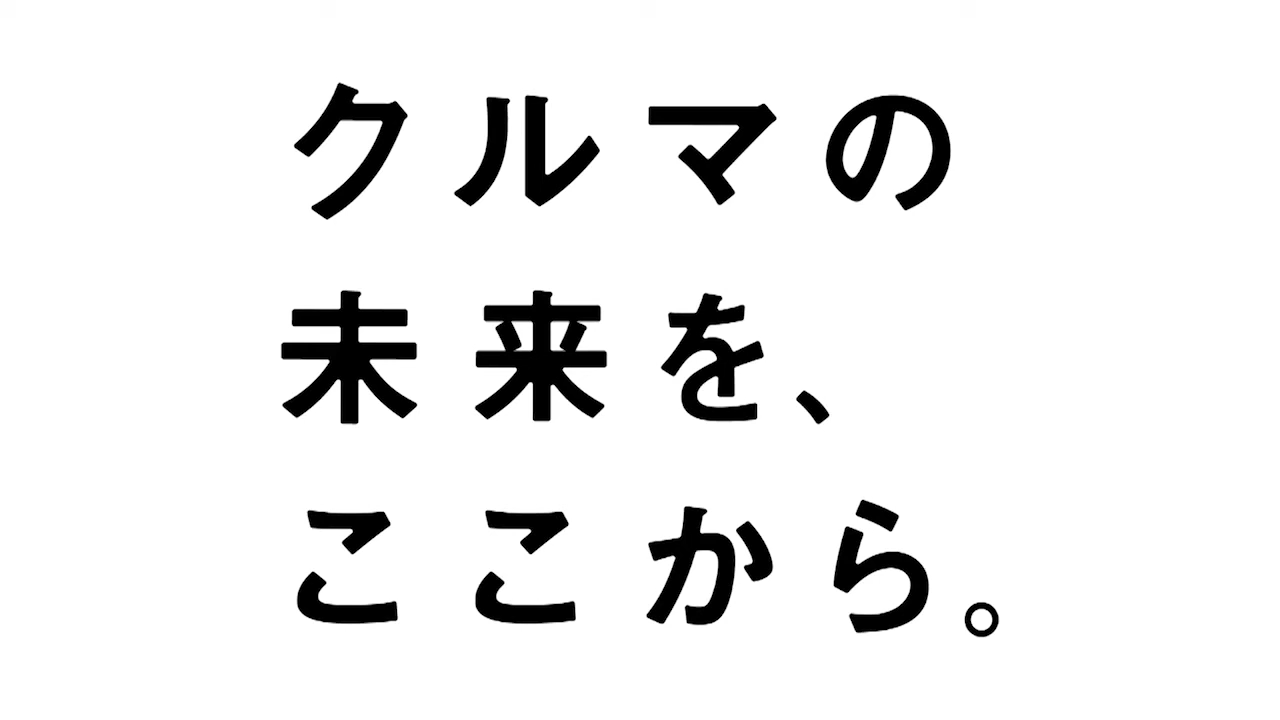 クルマの
未来を、
ここから。